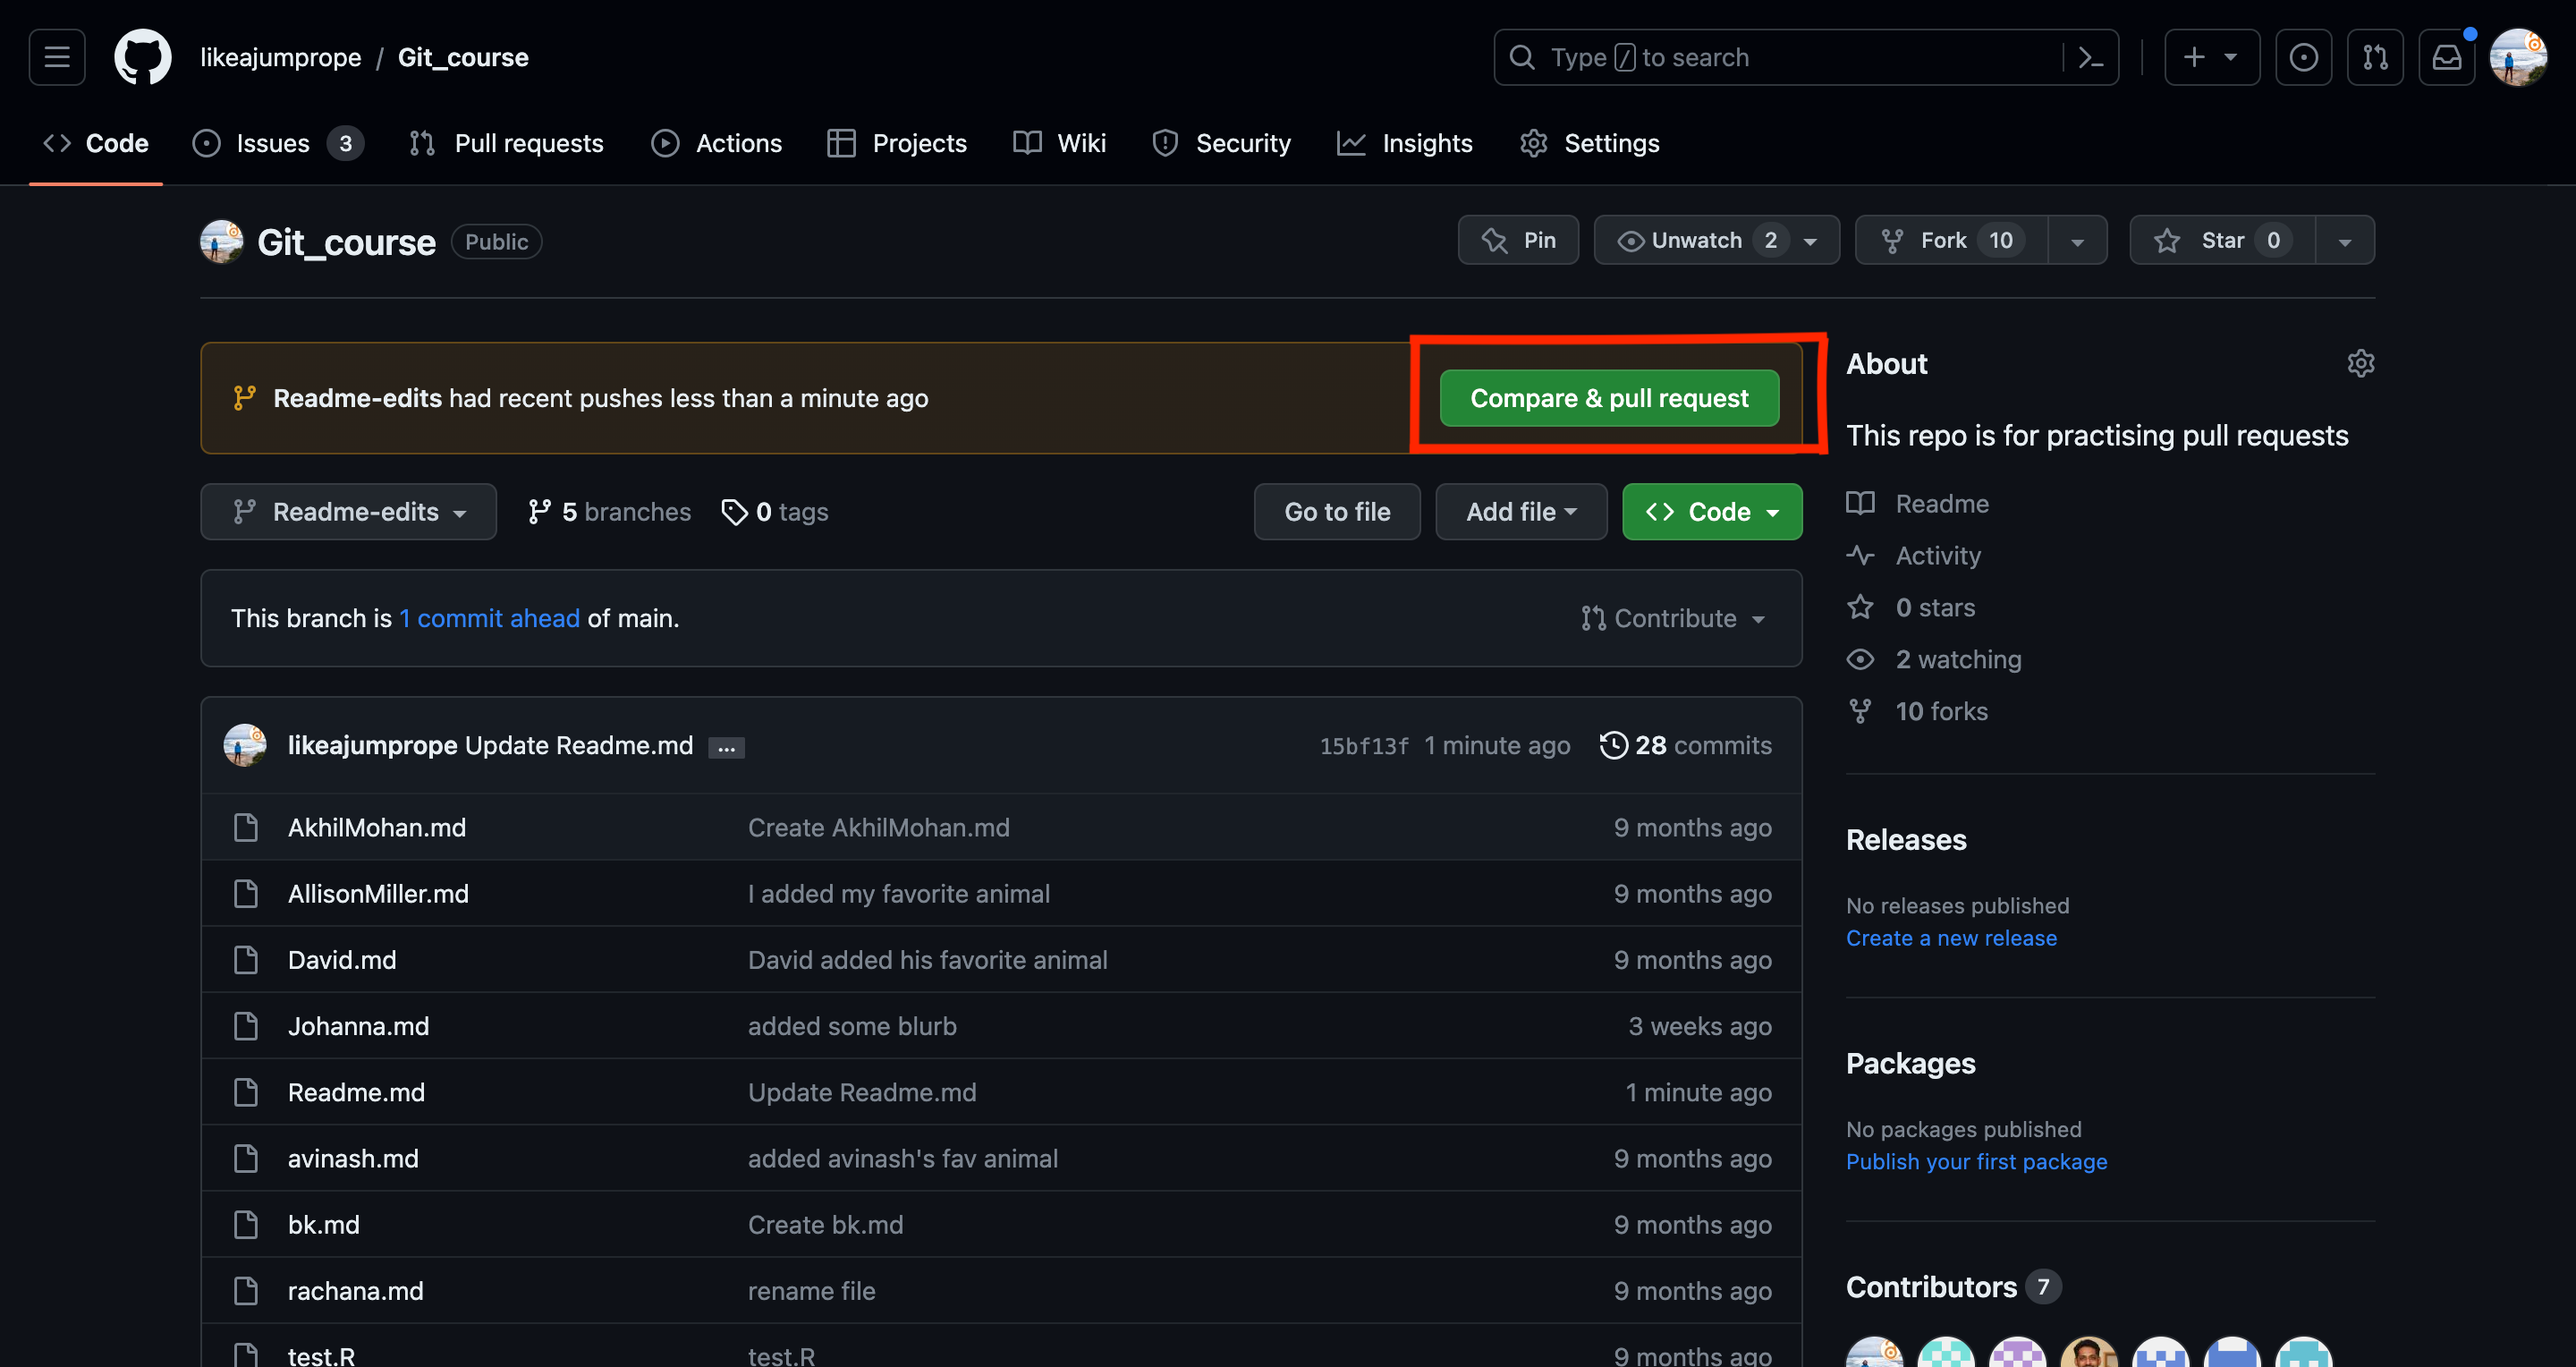 likeajumprope / Git_course
Type / to search
Code
Issues 3
Pull requests
Actions
Projects
Wiki
Security
Insights
Settings
Git_course Public
Pin
Unwatch 2
Fork 10
Star 0
Readme-edits had recent pushes less than a minute ago
Compare & pull request
Readme-edits
5 branches
0 tags
Go to file
Add file
Code
This branch is 1 commit ahead of main.
Contribute
likeajumprope Update Readme.md ...
15bf13f 1 minute ago
28 commits
AkhilMohan.md Create AkhilMohan.md 9 months ago
AllisonMiller.md I added my favorite animal 9 months ago
David.md David added his favorite animal 9 months ago
Johanna.md added some blurb 3 weeks ago
Readme.md Update Readme.md 1 minute ago
avinash.md added avinash's fav animal 9 months ago
bk.md Create bk.md 9 months ago
rachana.md rename file 9 months ago
test.R test.R 9 months ago
About
This repo is for practising pull requests
Readme
Activity
0 stars
2 watching
10 forks
Releases
No releases published
Create a new release
Packages
No packages published
Publish your first package
Contributors 7